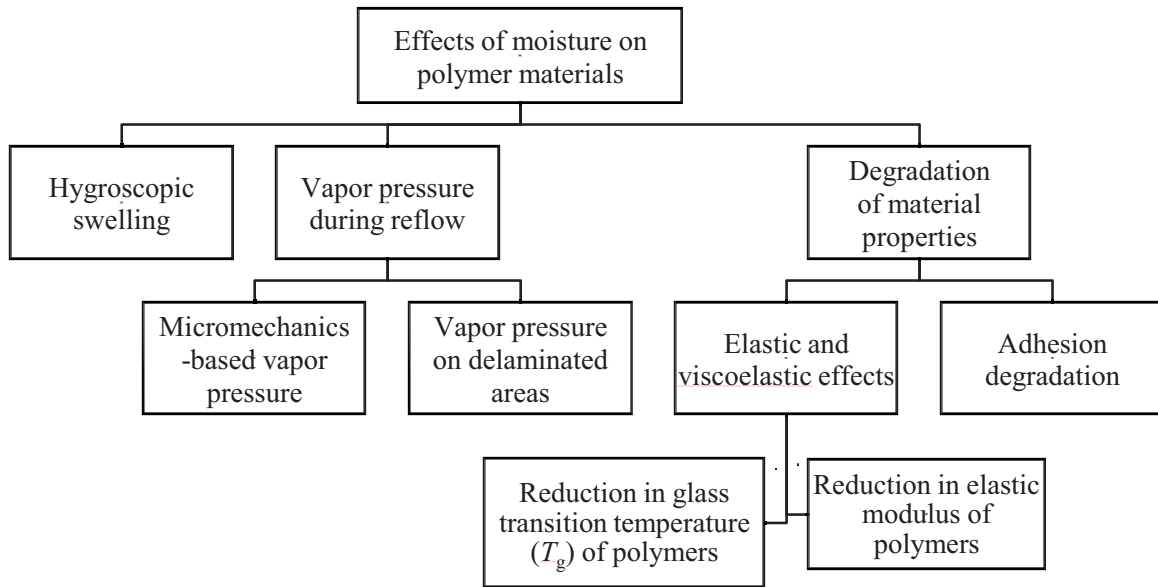 Effects of moisture on
polymer materials
Hygroscopic
swelling
Vapor pressure
during reflow
Degradation
of material
properties
Micromechanics
-based vapor
pressure
Vapor pressure
on delaminated
areas
Elastic and
viscoelastic effects
Adhesion
degradation
Reduction in glass
transition temperature
(Tg) of polymers
Reduction in elastic
modulus of
polymers